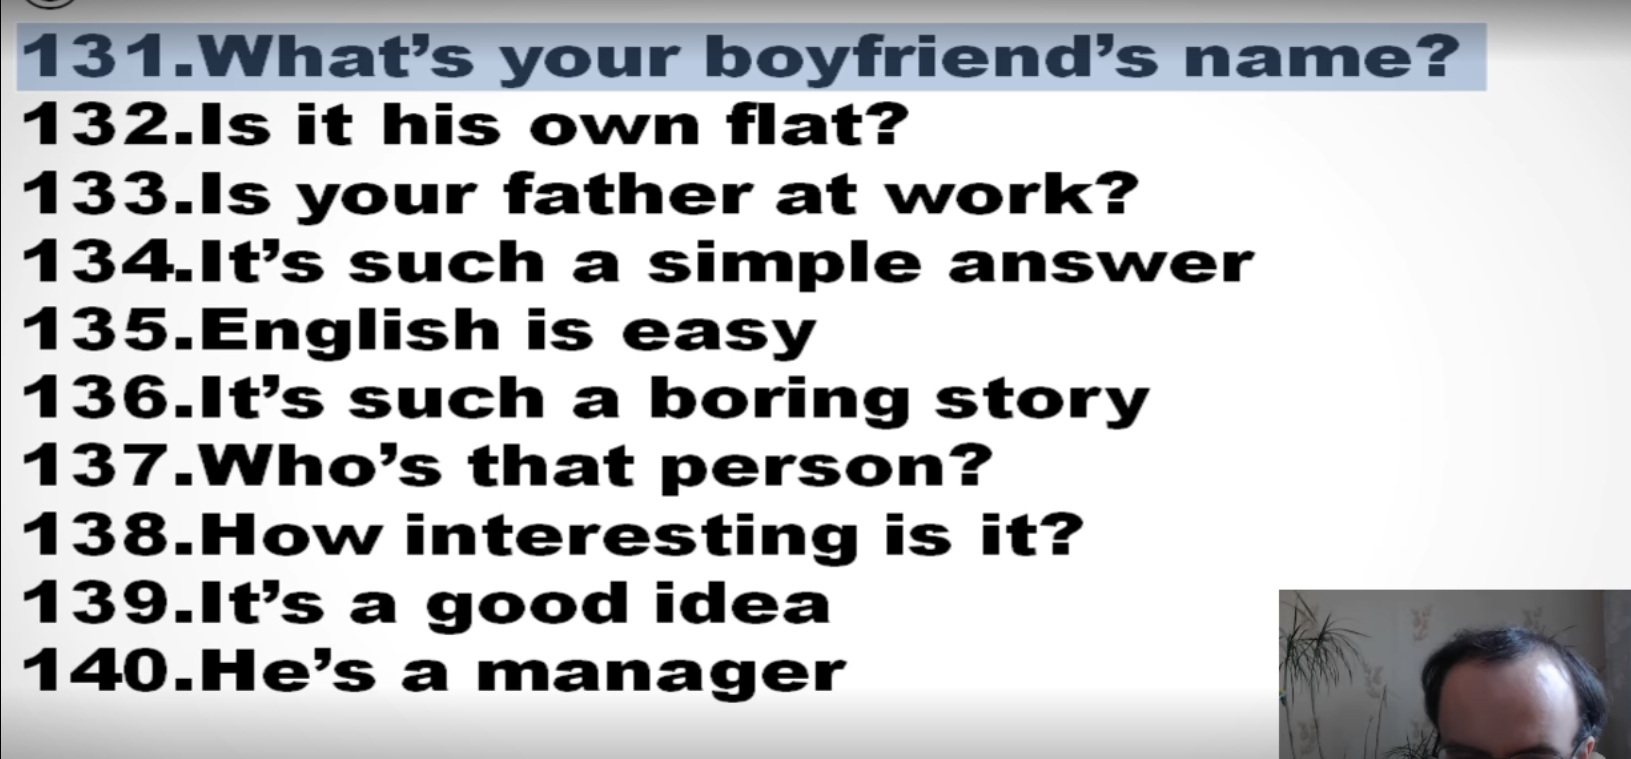 131.What’s your boyfriend’s name?
132.Is it his own flat?
133.Is your father at work?
134.It’s such a simple answer
135.English is easy
136.It’s such a boring story
137.Who’s that person?
138.How interesting is it?
139.It’s a good idea
140.He’s a manager